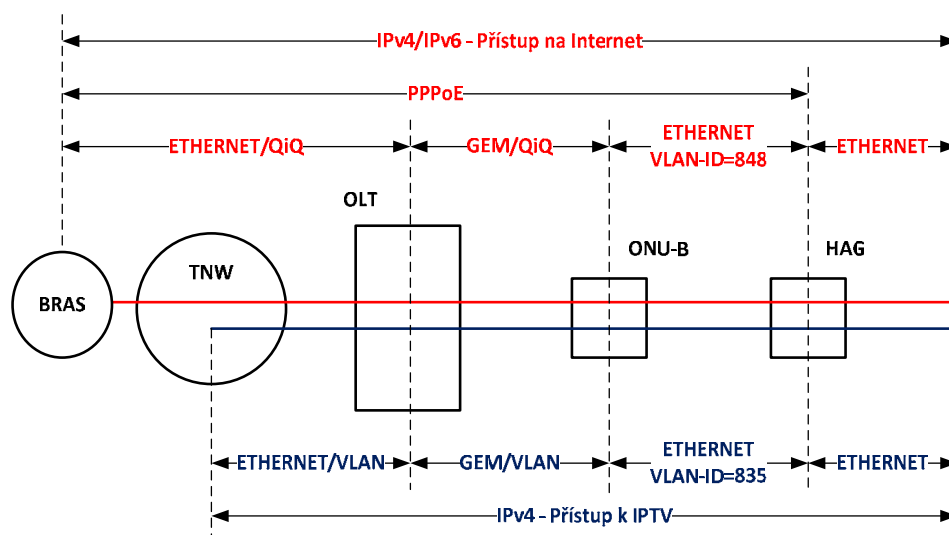 IPv4/IPv6 - Přístup na Internet
PPPoE
ETHERNET/QiQ
GEM/QiQ
ETHERNET
VLAN-ID=848
ETHERNET
OLT
TNW
ONU-B
HAG
BRAS
ETHERNET/VLAN
GEM/VLAN
ETHERNET
VLAN-ID=835
ETHERNET
IPv4 - Přístup k IPTV